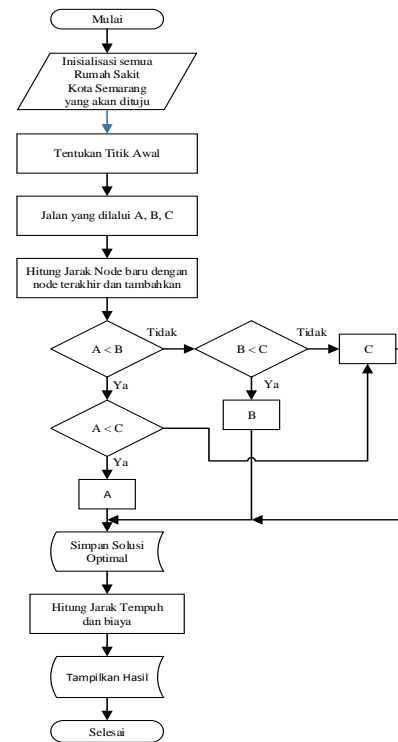 Mulai
Inisialisasi semua
Rumah Sakit
Kota Semarang
yang akan dituju
Tentukan Titik Awal
Jalan yang dilalui A, B, C
Hitung Jarak Node baru dengan
node terakhir dan tambahkan
A < B
Tidak
B < C
Tidak
C
Ya
Ya
B
A < C
Ya
A
Simpan Solusi
Optimal
Hitung Jarak Tempuh
dan biaya
Tampilkan Hasil
Selesai